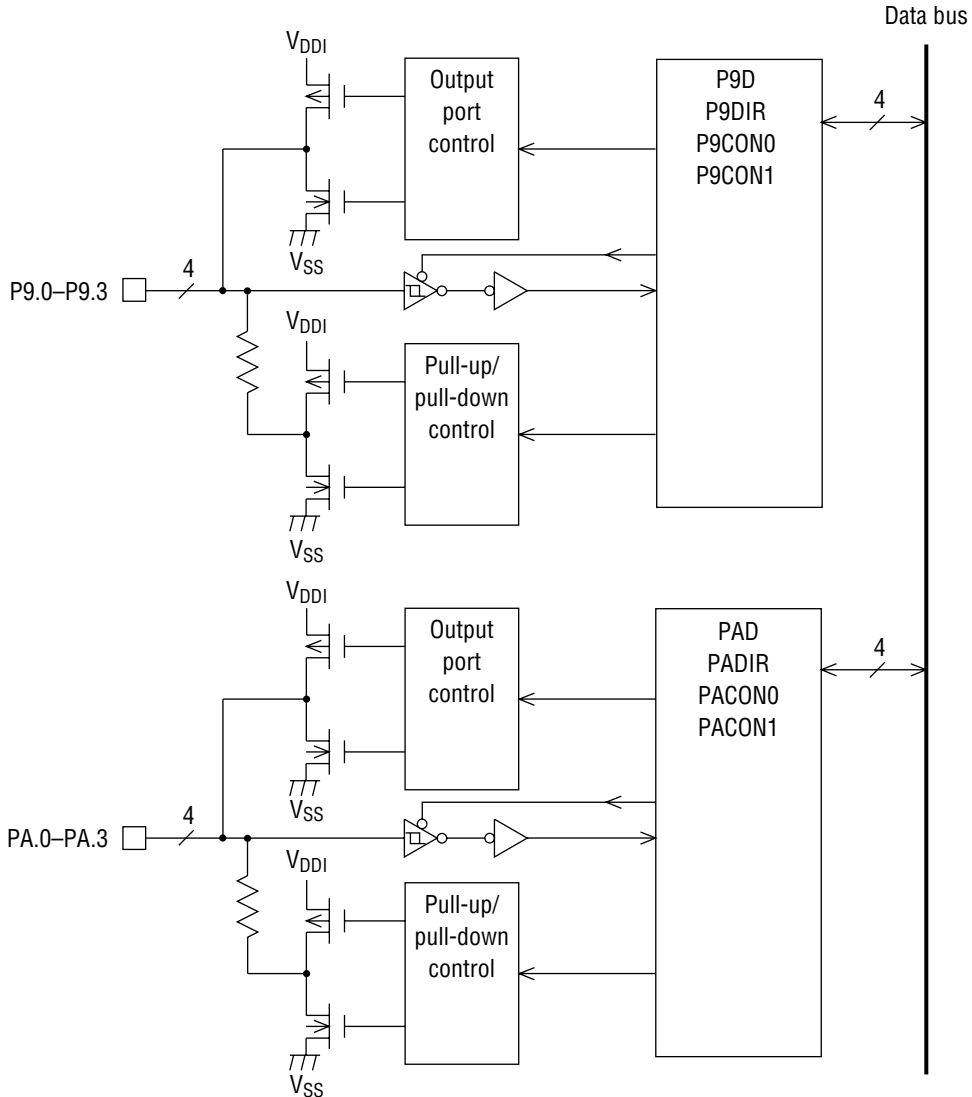 Data bus
VDDI
Output
port
control
P9D
P9DIR
P9CON0
P9CON1
4
VSS
P9.0–P9.3
4
VDDI
Pull-up/
pull-down
control
VSS
VDDI
Output
port
control
PAD
PADIR
PACON0
PACON1
4
VSS
PA.0–PA.3
4
VDDI
Pull-up/
pull-down
control
VSS